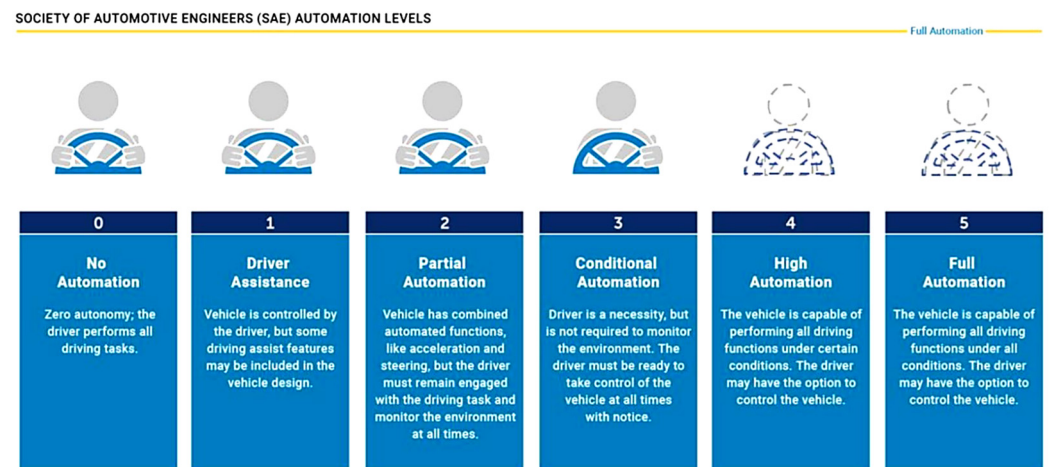 SOCIETY OF AUTOMOTIVE ENGINEERS (SAE) AUTOMATION LEVELS
Full Automation
0
No
Automation
Zero autonomy; the
driver performs all
driving tasks.
1
Driver
Assistance
Vehicle is controlled by
the driver, but some
driving assist features
may be included in the
vehicle design.
2
Partial
Automation
Vehicle has combined
automated functions,
like acceleration and
steering, but the driver
must remain engaged
with the driving task and
monitor the environment
at all times.
3
Conditional
Automation
Driver is a necessity, but
is not required to monitor
the environment. The
driver must be ready to
take control of the
vehicle at all times
with notice.
4
High
Automation
The vehicle is capable of
performing all driving
functions under certain
conditions. The driver
may have the option to
control the vehicle.
5
Full
Automation
The vehicle is capable of
performing all driving
functions under all
conditions. The driver
may have the option to
control the vehicle.